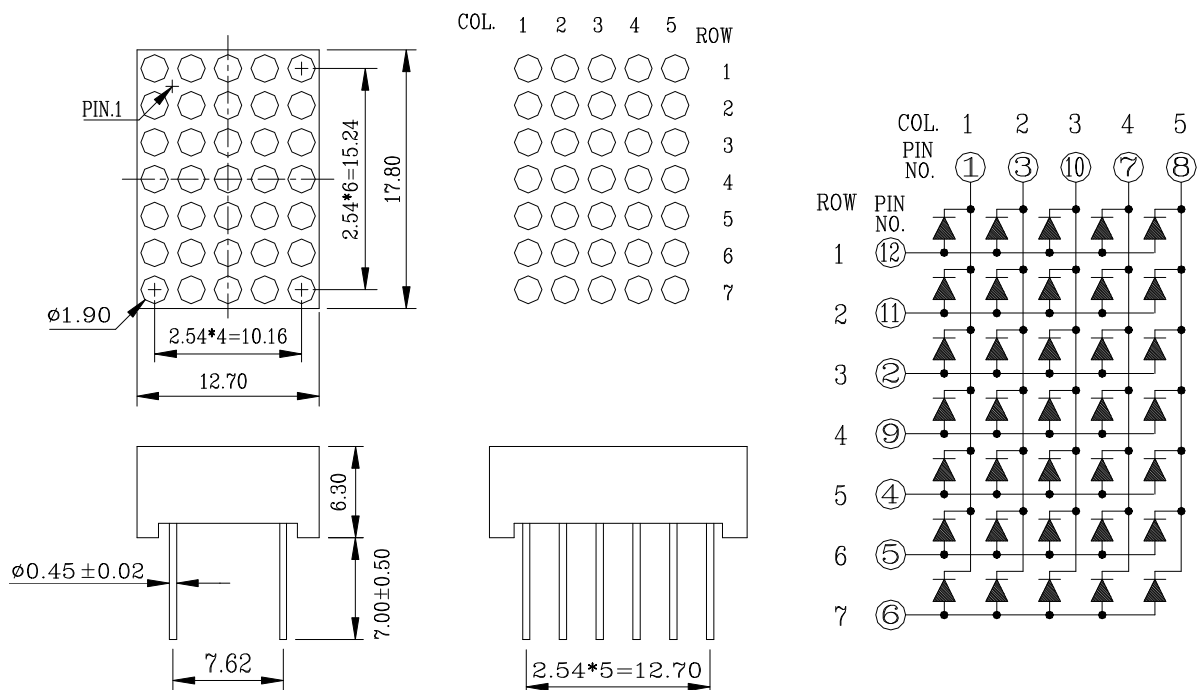 COL. 1 2 3 4 5
ROW
1
2
3
4
5
6
7
PIN.1
2.54*6=15.24
17.80
ø1.90
2.54*4=10.16
12.70
6.30
ø0.45±0.02
7.00±0.50
7.62
2.54*5=12.70
COL. 1 2 3 4 5
PIN NO. 1 3 10 7 8
ROW PIN NO.
1 12
2 11
3 2
4 9
5 4
6 5
7 6